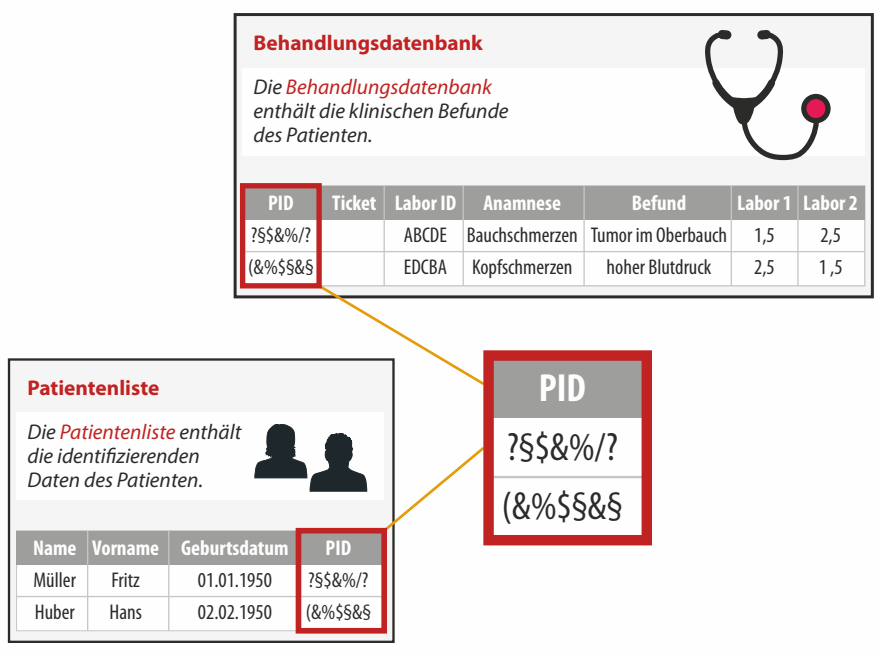 Behandlungsdatenbank
Die Behandlungsdatenbank
enthält die klinischen Befunde
des Patienten.
PID Ticket Labor ID Anamnese Befund Labor 1 Labor 2
?§$&%/? ABCDE Bauchschmerzen Tumor im Oberbauch 1,5 2,5
(&%$§&§ EDCBA Kopfschmerzen hoher Blutdruck 2,5 1,5
PID
?§$&%/?
(&%$§&§
Patientenliste
Die Patientenliste enthält
die identifizierenden
Daten des Patienten.
Name Vorname Geburtsdatum PID
Müller Fritz 01.01.1950 ?§$&%/?
Huber Hans 02.02.1950 (&%$§&§